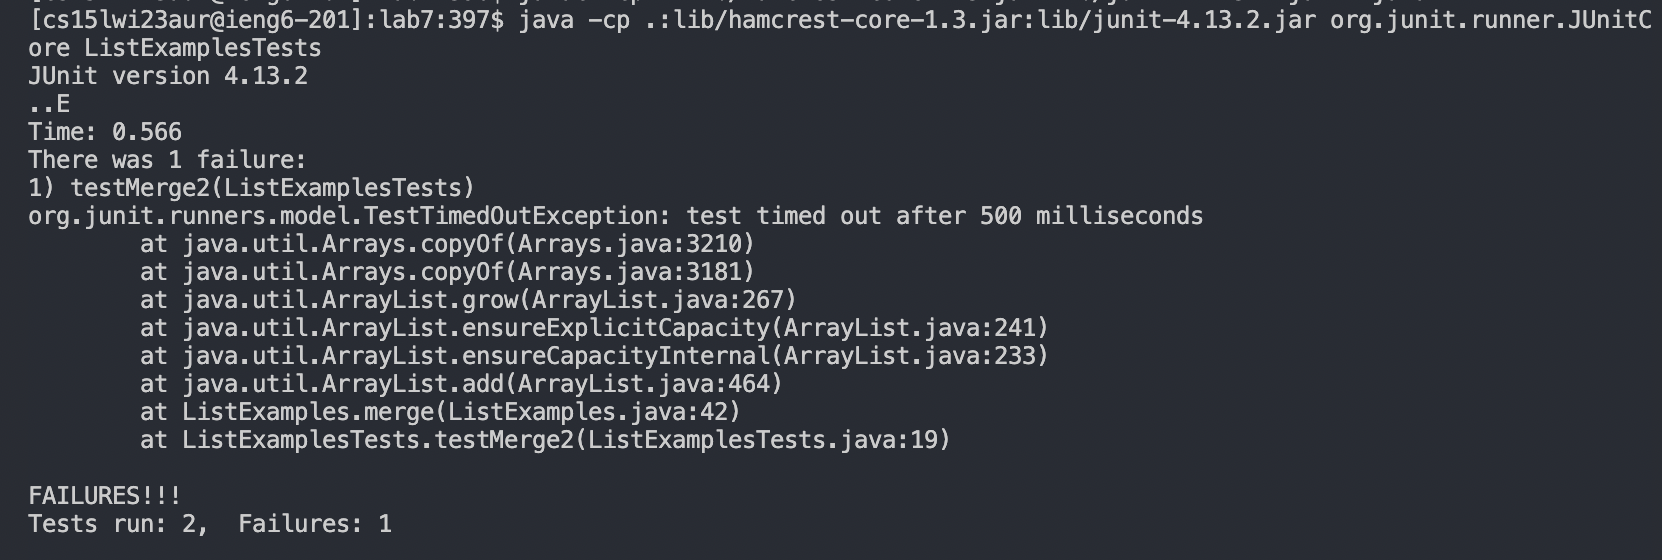 [cs15lwi23aur@ieng6-201]:lab7:397$ java -cp .:lib/hamcrest-core-1.3.jar:lib/junit-4.13.2.jar org.junit.runner.JUnitC
ore ListExamplesTests
JUnit version 4.13.2
..E
Time: 0.566
There was 1 failure:
1) testMerge2(ListExamplesTests)
org.junit.runners.model.TestTimedOutException: test timed out after 500 milliseconds
        at java.util.Arrays.copyOf(Arrays.java:3210)
        at java.util.Arrays.copyOf(Arrays.java:3181)
        at java.util.ArrayList.grow(ArrayList.java:267)
        at java.util.ArrayList.ensureExplicitCapacity(ArrayList.java:241)
        at java.util.ArrayList.ensureCapacityInternal(ArrayList.java:233)
        at java.util.ArrayList.add(ArrayList.java:464)
        at ListExamples.merge(ListExamples.java:42)
        at ListExamplesTests.testMerge2(ListExamplesTests.java:19)

FAILURES!!!
Tests run: 2,  Failures: 1